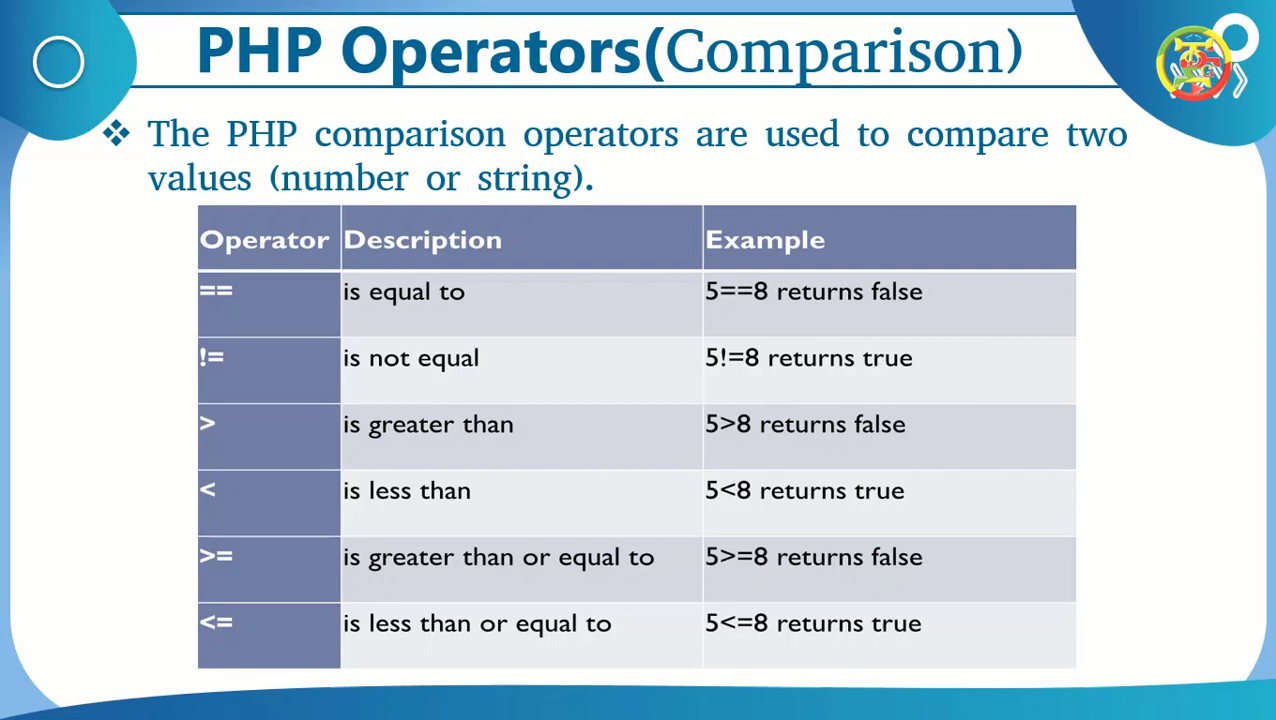 PHP Operators(Comparison)
❖ The PHP comparison operators are used to compare two
values (number or string).
Operator Description Example
== is equal to 5==8 returns false
!= is not equal 5!=8 returns true
> is greater than 5>8 returns false
< is less than 5<8 returns true
>= is greater than or equal to 5>=8 returns false
<= is less than or equal to 5<=8 returns true